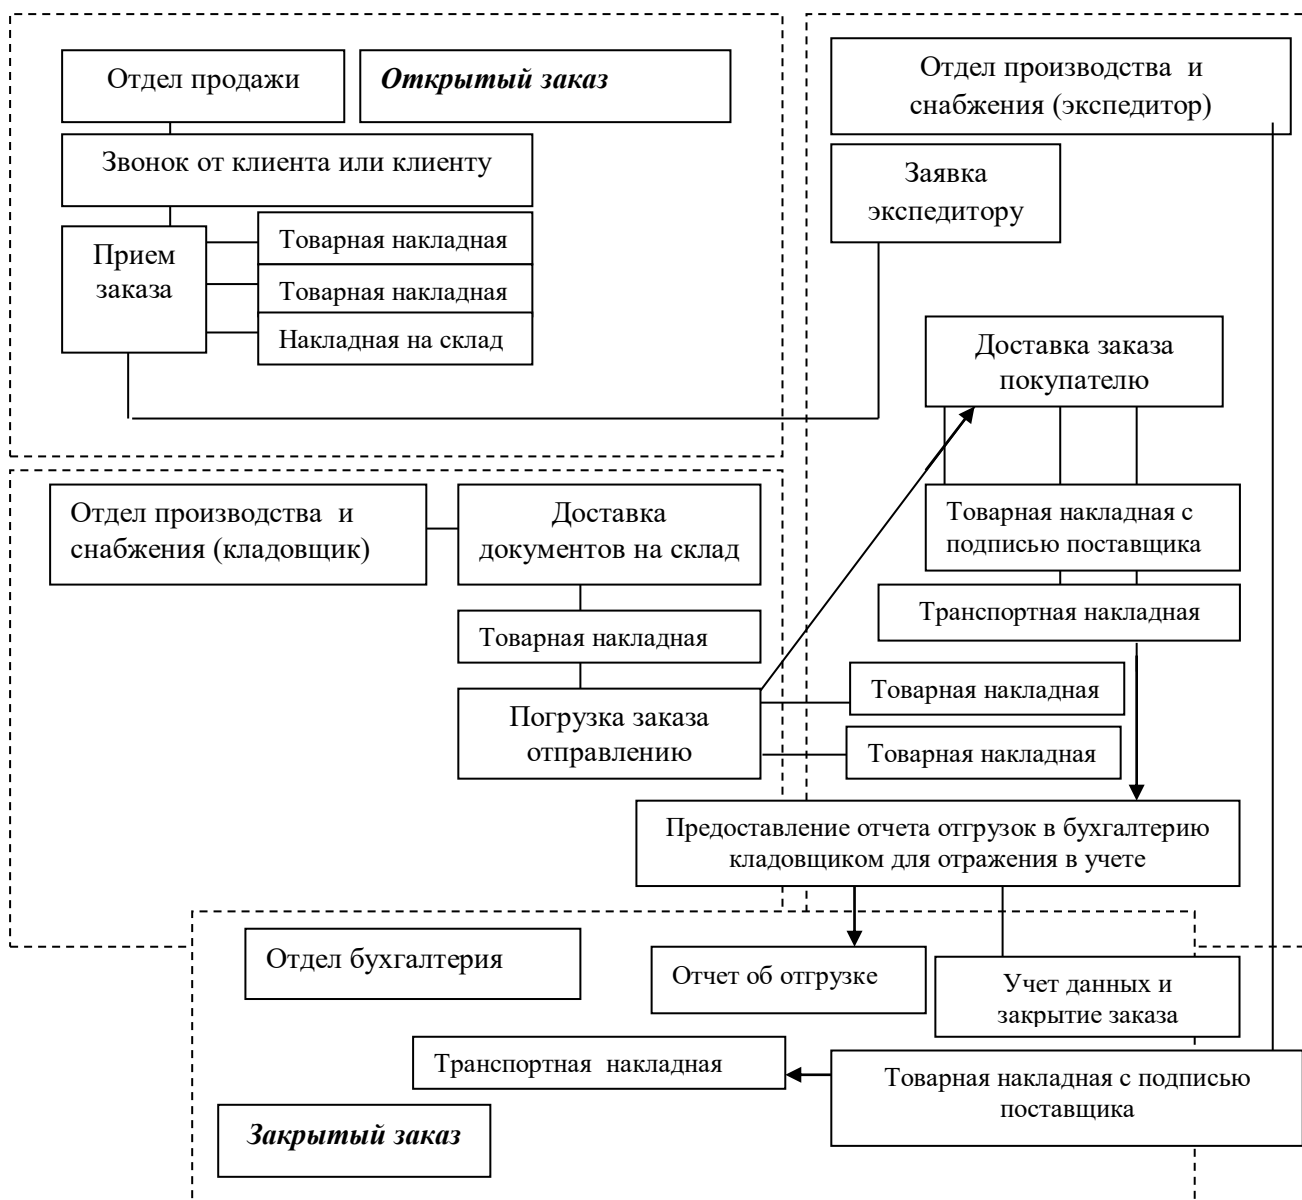 Отдел продажи
Открытый заказ
Звонок от клиента или клиенту
Прием
заказа
Товарная накладная
Товарная накладная
Накладная на склад
Отдел производства и
снабжения (экспедитор)
Заявка
экспедитору
Доставка заказа
покупателю
Отдел производства и
снабжения (кладовщик)
Доставка
документов на склад
Товарная накладная
Погрузка заказа
отправлению
Товарная накладная с
подписью поставщика
Транспортная накладная
Товарная накладная
Товарная накладная
Предоставление отчета отгрузок в бухгалтерию
кладовщиком для отражения в учете
Отдел бухгалтерия
Отчет об отгрузке
Учет данных и
закрытие заказа
Транспортная накладная
Товарная накладная с подписью
поставщика
Закрытый заказ